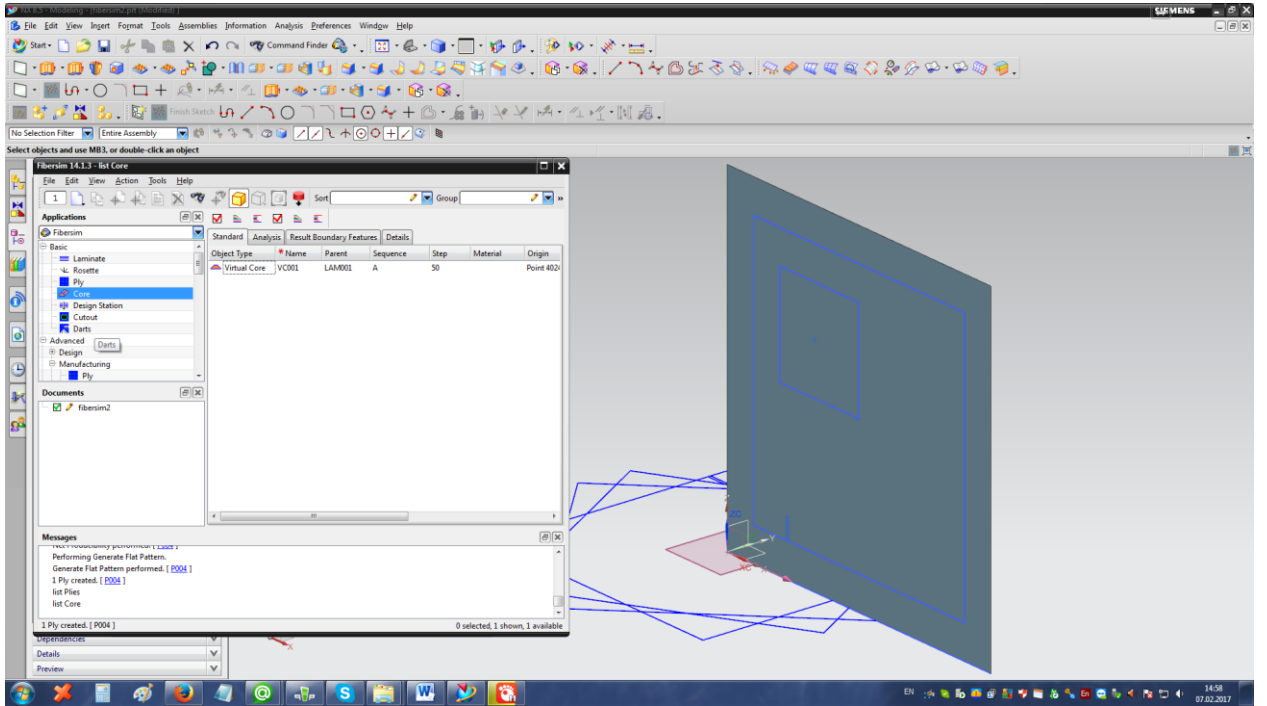 NX 8.5 - Modeling - [fibersim2.prt (Modified) ]
SIEMENS
File Edit View Insert Format Tools Assemblies Information Analysis Preferences Window Help
Start
Command Finder
Finish Sketch
No Selection Filter Entire Assembly
Select objects and use MB3, or double-click an object
Fibersim 14.1.3 - list Core
File Edit View Action Tools Help
1 Sort Group »
Applications
Fibersim
Basic
Laminate
Rosette
Ply
Core
Design Station
Cutout
Darts
Advanced
Darts
Design
Manufacturing
Ply
Standard Analysis Result Boundary Features Details
Object Type * Name Parent Sequence Step Material Origin
Virtual Core VC001 LAM001 A 50 Point 402
Documents
fibersim2
Messages
Performing Generate Flat Pattern.
Generate Flat Pattern performed. [ P004 ]
1 Ply created. [ P004 ]
list Plies
list Core
1 Ply created. [ P004 ] 0 selected, 1 shown, 1 available
Dependencies
Details
Preview
X
Z
ZC
Y
XC
EN
14:58
07.02.2017